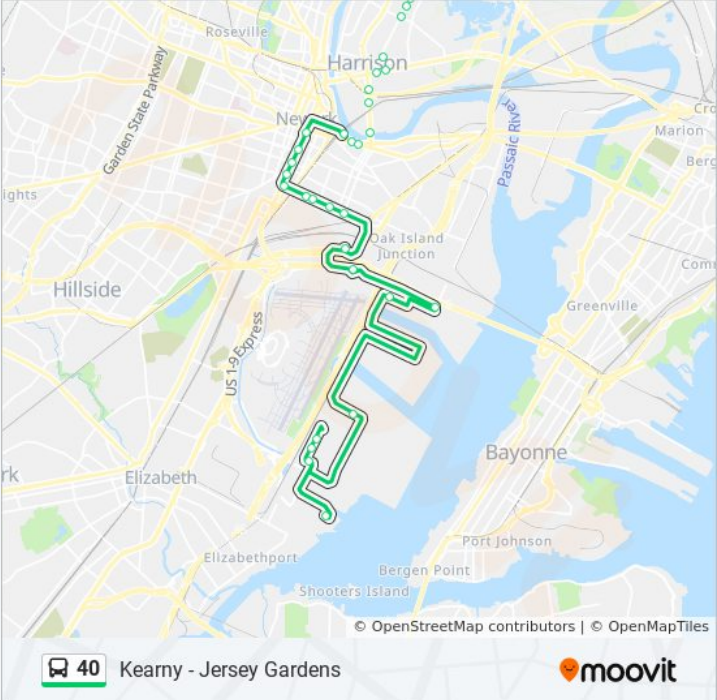 Roseville
Harrison
Garden State Parkway
Newark
Passaic River
Cro
Marion
Berg
ights
Oak Island
Junction
Com
Hillside
Greenville
US 1-9 Express
Bayonne
rk
Elizabeth
Port Johnson
Elizabethport
Bergen Point
Shooters Island
© OpenStreetMap contributors | © OpenMapTiles
40 Kearny - Jersey Gardens
moovit